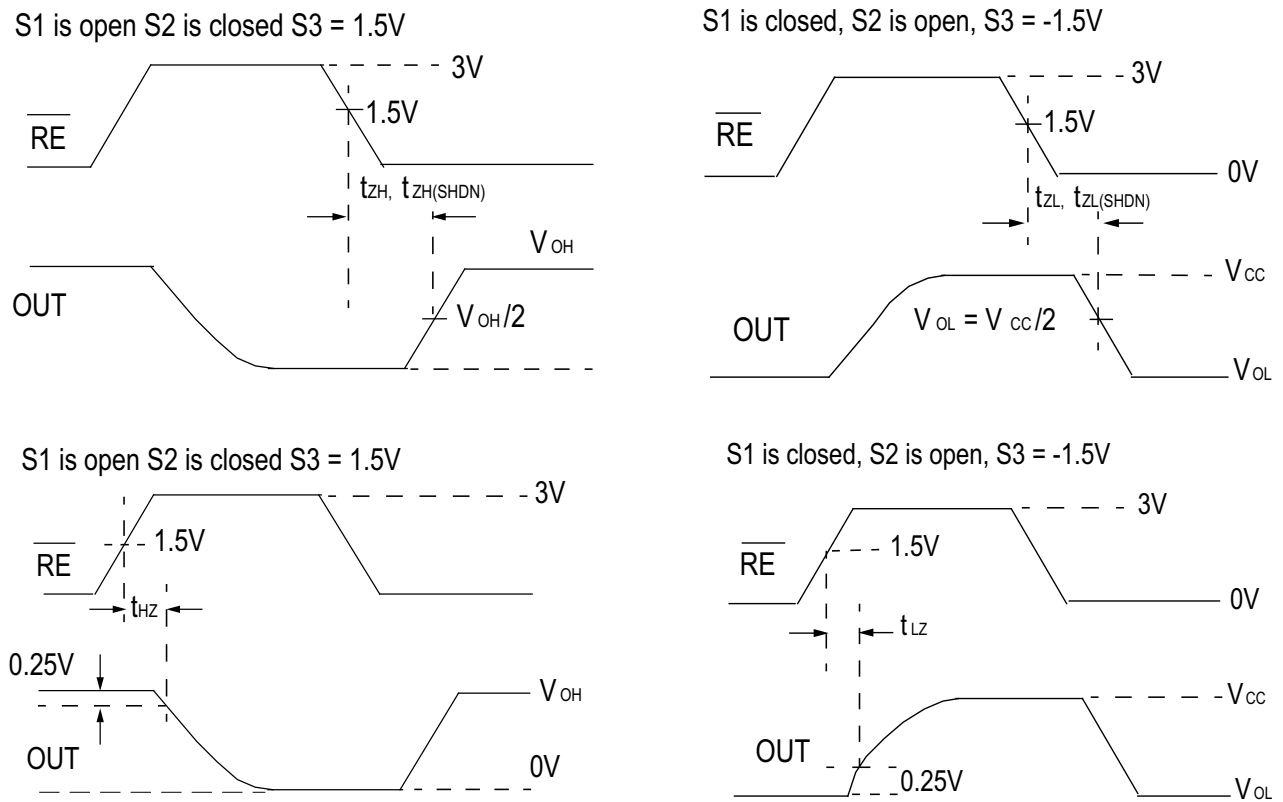 S1 is open S2 is closed S3 = 1.5V
3V
1.5V
RE
tZH, tZH(SHDN)
VOH
OUT
VOH/2
S1 is closed, S2 is open, S3 = -1.5V
3V
1.5V
RE
0V
tZL, tZL(SHDN)
VCC
OUT
VOL = VCC/2
VOL
S1 is open S2 is closed S3 = 1.5V
3V
1.5V
RE
tHZ
0.25V
VOH
OUT
0V
S1 is closed, S2 is open, S3 = -1.5V
3V
1.5V
RE
0V
tLZ
VCC
OUT
0.25V
VOL